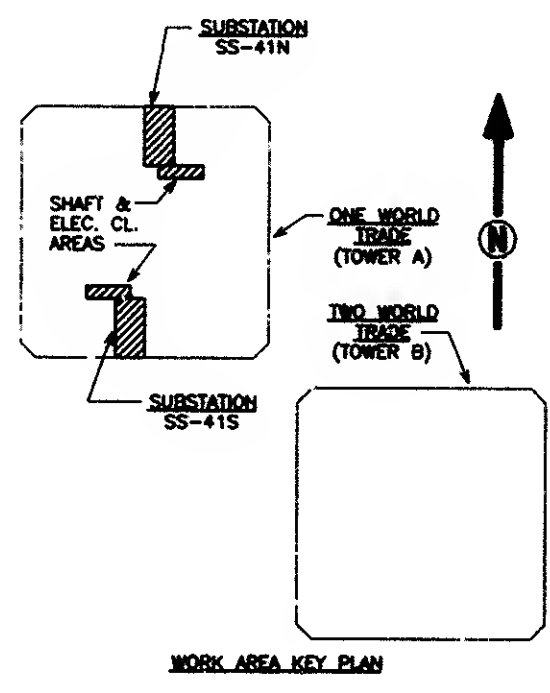 SUBSTATION
SS-41N
SHAFT &
ELEC. CL.
AREAS
ONE WORLD
TRADE
(TOWER A)
N
TWO WORLD
TRADE
(TOWER B)
SUBSTATION
SS-41S
WORK AREA KEY PLAN